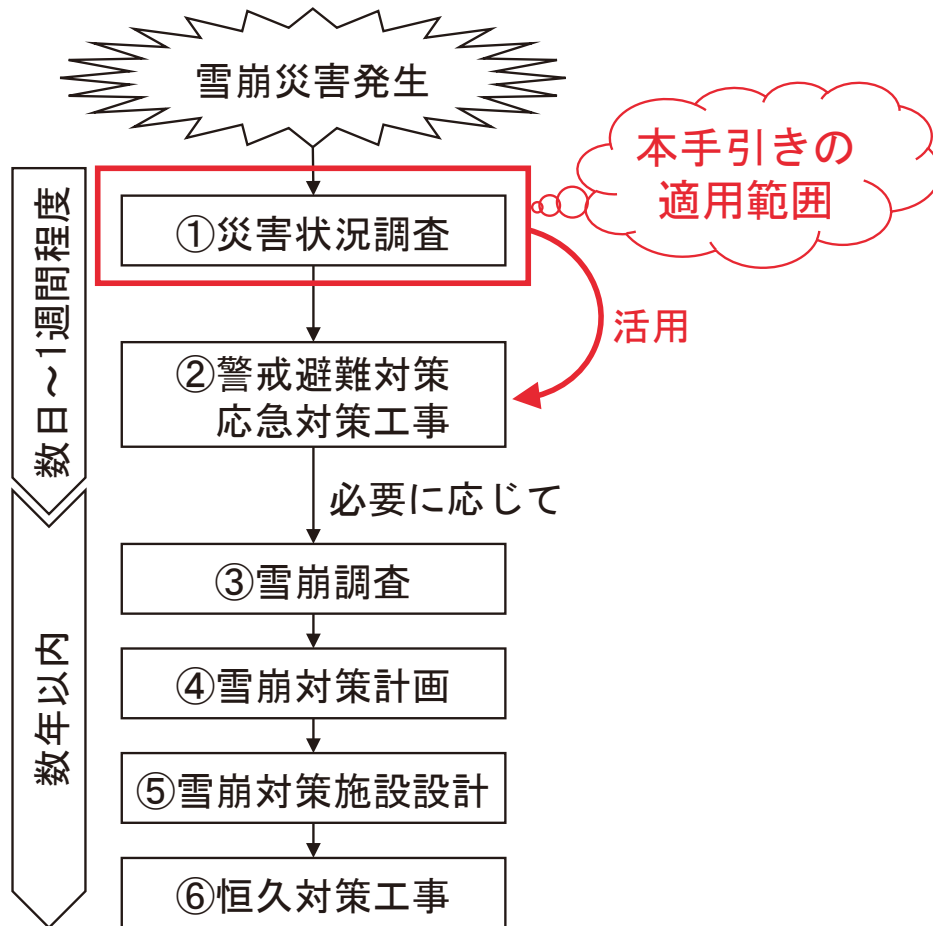 雪崩災害発生
本手引きの
適用範囲
数日～1週間程度
①災害状況調査
活用
②警戒避難対策
応急対策工事
必要に応じて
数年以内
③雪崩調査
④雪崩対策計画
⑤雪崩対策施設設計
⑥恒久対策工事